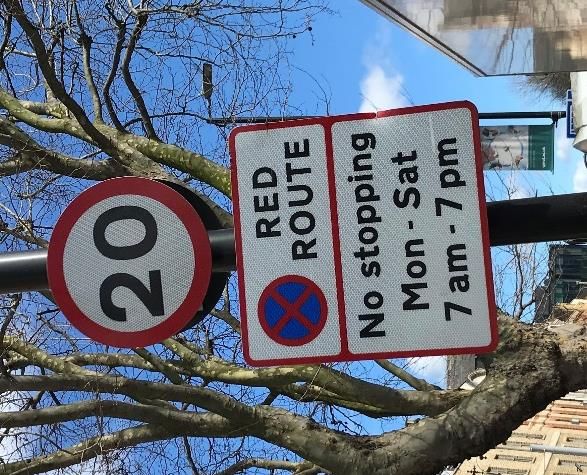 20
RED
ROUTE
No stopping
Mon - Sat
7 am - 7 pm